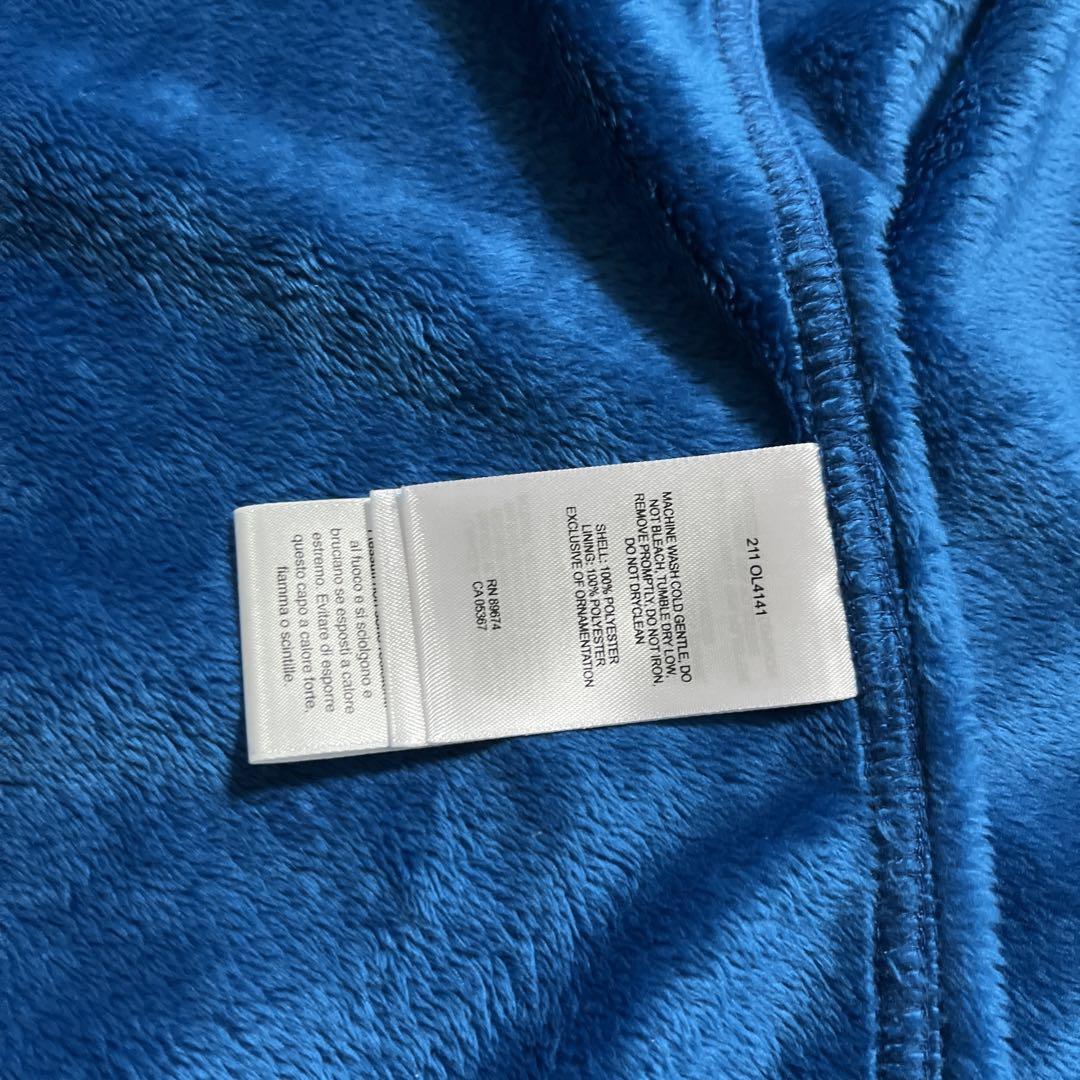 211 OL4141
MACHINE WASH COLD GENTLE, DO
NOT BLEACH, TUMBLE DRY LOW,
REMOVE PROMPTLY, DO NOT IRON,
DO NOT DRYCLEAN
SHELL: 100% POLYESTER
LINING: 100% POLYESTER
EXCLUSIVE OF ORNAMENTATION
RN 89674
CA 05367
al fuoco e si sciolgono e
bruciano se esposti a calore
estremo. Evitare di esporre
questo capo a calore forte,
fiamma o scintille.